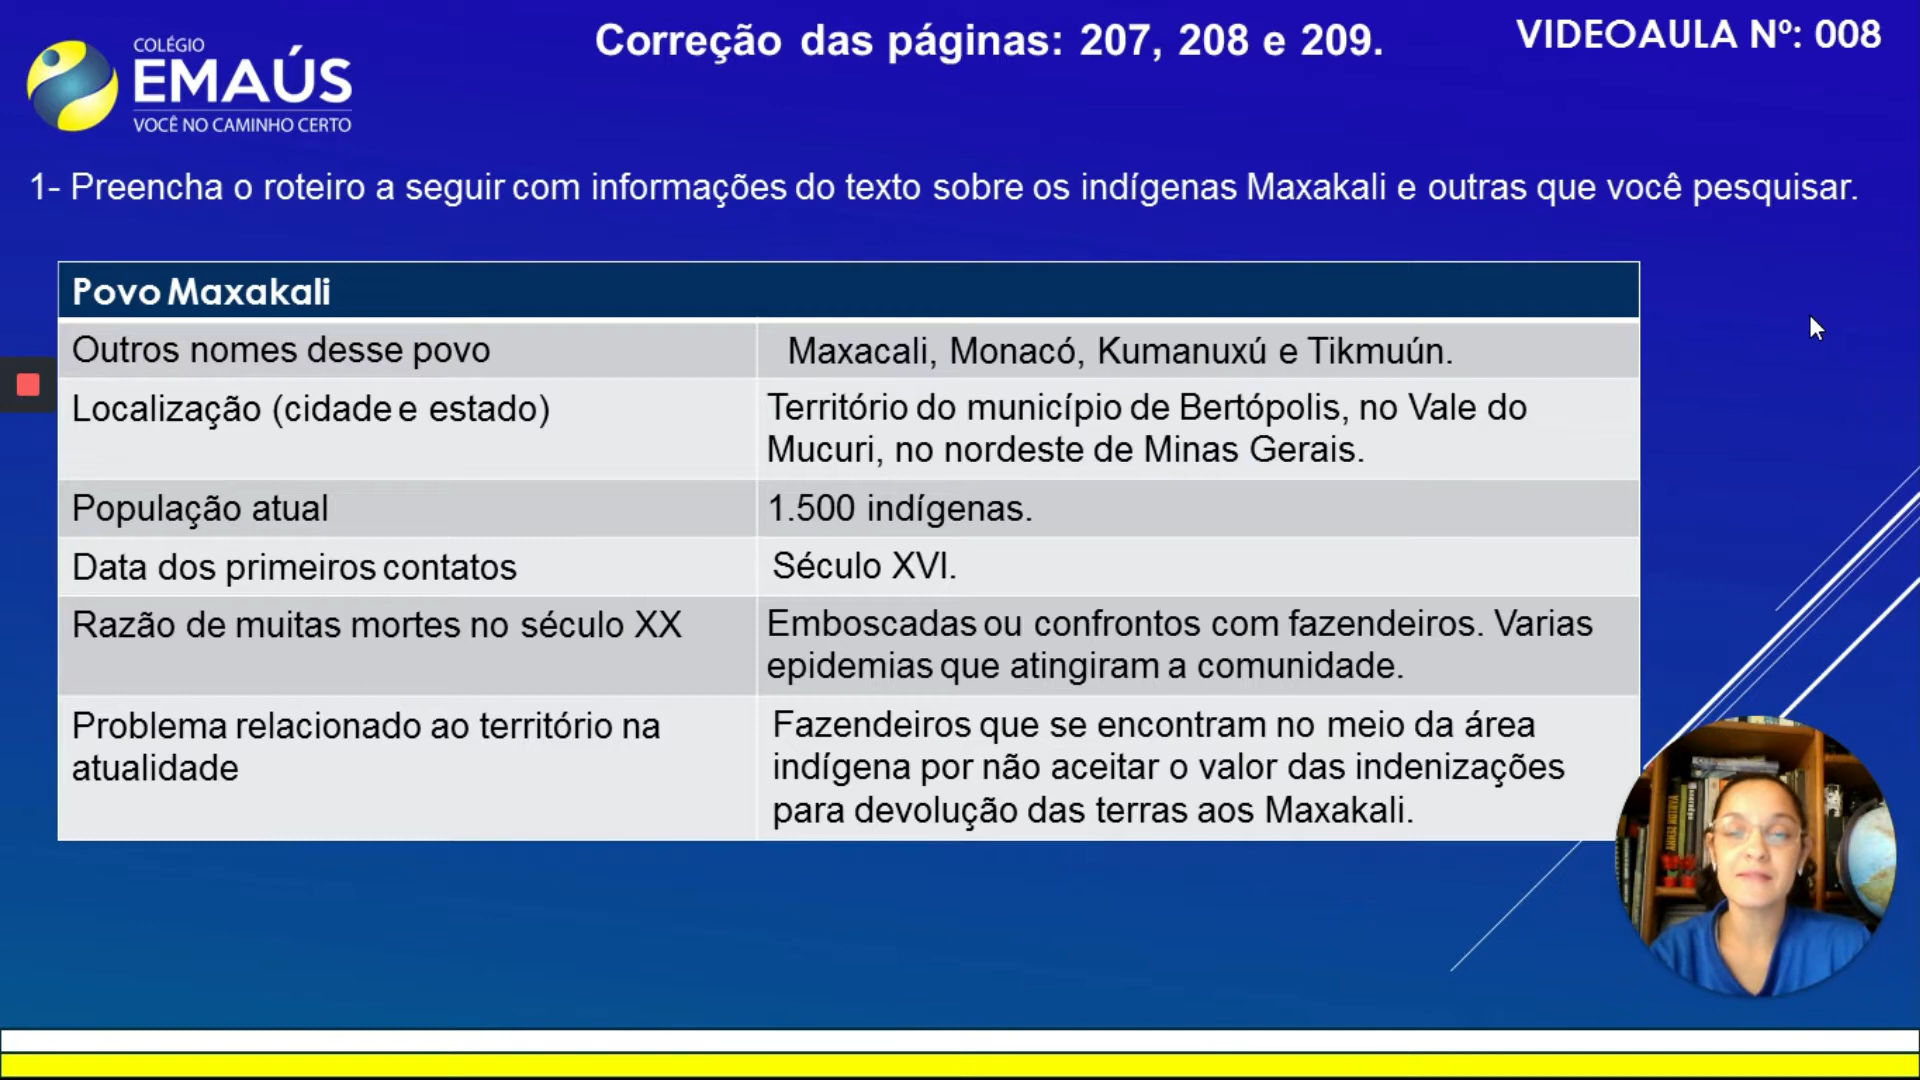 COLÉGIO
EMAÚS
VOCÊ NO CAMINHO CERTO
Correção das páginas: 207, 208 e 209.
VIDEOAULA Nº: 008
1- Preencha o roteiro a seguir com informações do texto sobre os indígenas Maxakali e outras que você pesquisar.
Povo Maxakali
Outros nomes desse povo
Maxacali, Monacó, Kumanuxú e Tikmuún.
Localização (cidade e estado)
Território do município de Bertópolis, no Vale do
Mucuri, no nordeste de Minas Gerais.
População atual
1.500 indígenas.
Data dos primeiros contatos
Século XVI.
Razão de muitas mortes no século XX
Emboscadas ou confrontos com fazendeiros. Varias
epidemias que atingiram a comunidade.
Problema relacionado ao território na
atualidade
Fazendeiros que se encontram no meio da área
indígena por não aceitar o valor das indenizações
para devolução das terras aos Maxakali.